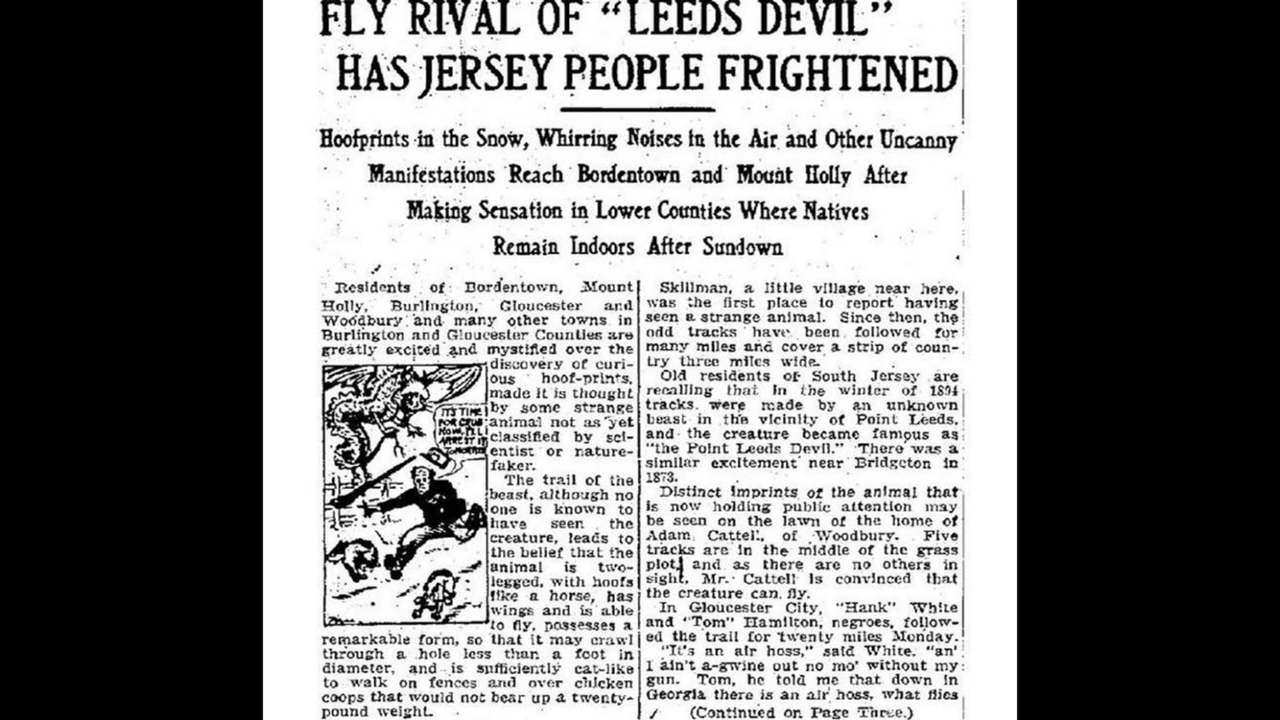 FLY RIVAL OF “LEEDS DEVIL”
HAS JERSEY PEOPLE FRIGHTENED
Hoofprints in the Snow, Whirring Noises in the Air and Other Uncanny
Manifestations Reach Bordentown and Mount Holly After
Making Sensation in Lower Counties Where Natives
Remain Indoors After Sundown
Residents of Bordentown, Mount
Holly, Burlington, Gloucester and
Woodbury and many other towns in
Burlington and Gloucester Counties are
greatly excited and mystified over the
discovery of curi-
ous hoof-prints,
made it is thought
by some strange
animal not as yet
classified by sci-
entist or nature-
faker.
The trail of the
beast, although no
one is known to
have seen the
creature, leads to
the belief that the
animal is two-
legged, with hoofs
like a horse, has
wings and is able
to fly, possesses a
remarkable form, so that it may crawl
through a hole less than a foot in
diameter, and is sufficiently cat-like
to walk on fences and over chicken
coops that would not bear up a twenty-
pound weight.
IT'S TIME
FOR
NOW, I'LL
ARREST IT
TOMORROW
Skillman, a little village near here,
was the first place to report having
seen a strange animal. Since then, the
odd tracks have been followed for
many miles and cover a strip of coun-
try three miles wide.
Old residents of South Jersey are
recalling that in the winter of 1894
tracks were made by an unknown
beast in the vicinity of Point Leeds,
and the creature became famous as
“the Point Leeds Devil.” There was a
similar excitement near Bridgeton in
1873.
Distinct imprints of the animal that
is now holding public attention may
be seen on the lawn of the home of
Adam Cattell, of Woodbury. Five
tracks are in the middle of the grass
plot, and as there are no others in
sight, Mr. Cattell is convinced that
the creature can fly.
In Gloucester City, “Hank” White
and “Tom” Hamilton, negroes, follow-
ed the trail for twenty miles Monday.
“It's an air hoss,” said White, “an'
I ain't a-gwine out no mo' without my
gun. Tom, he told me that down in
Georgia there is an air hoss, what flies
(Continued on Page Three.)